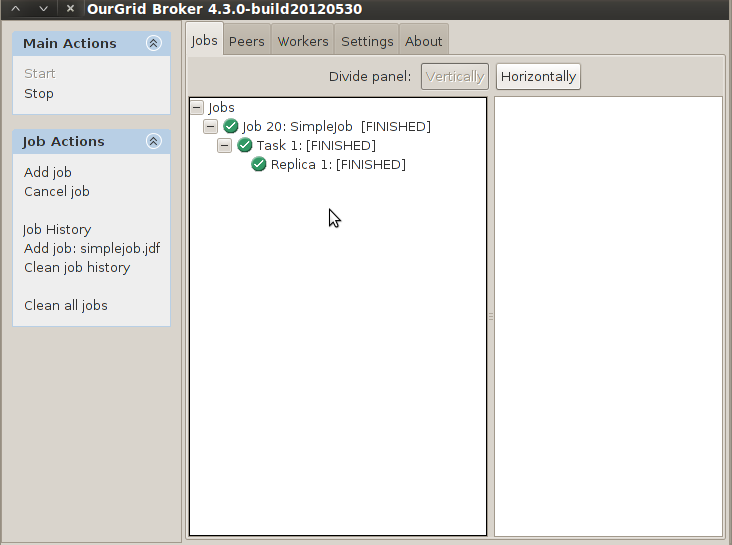 OurGrid Broker 4.3.0-build20120530
Main Actions
Start
Stop
Job Actions
Add job
Cancel job
Job History
Add job: simplejob.jdf
Clean job history
Clean all jobs
Jobs Peers Workers Settings About
Divide panel: Vertically Horizontally
Jobs
Job 20: SimpleJob [FINISHED]
Task 1: [FINISHED]
Replica 1: [FINISHED]